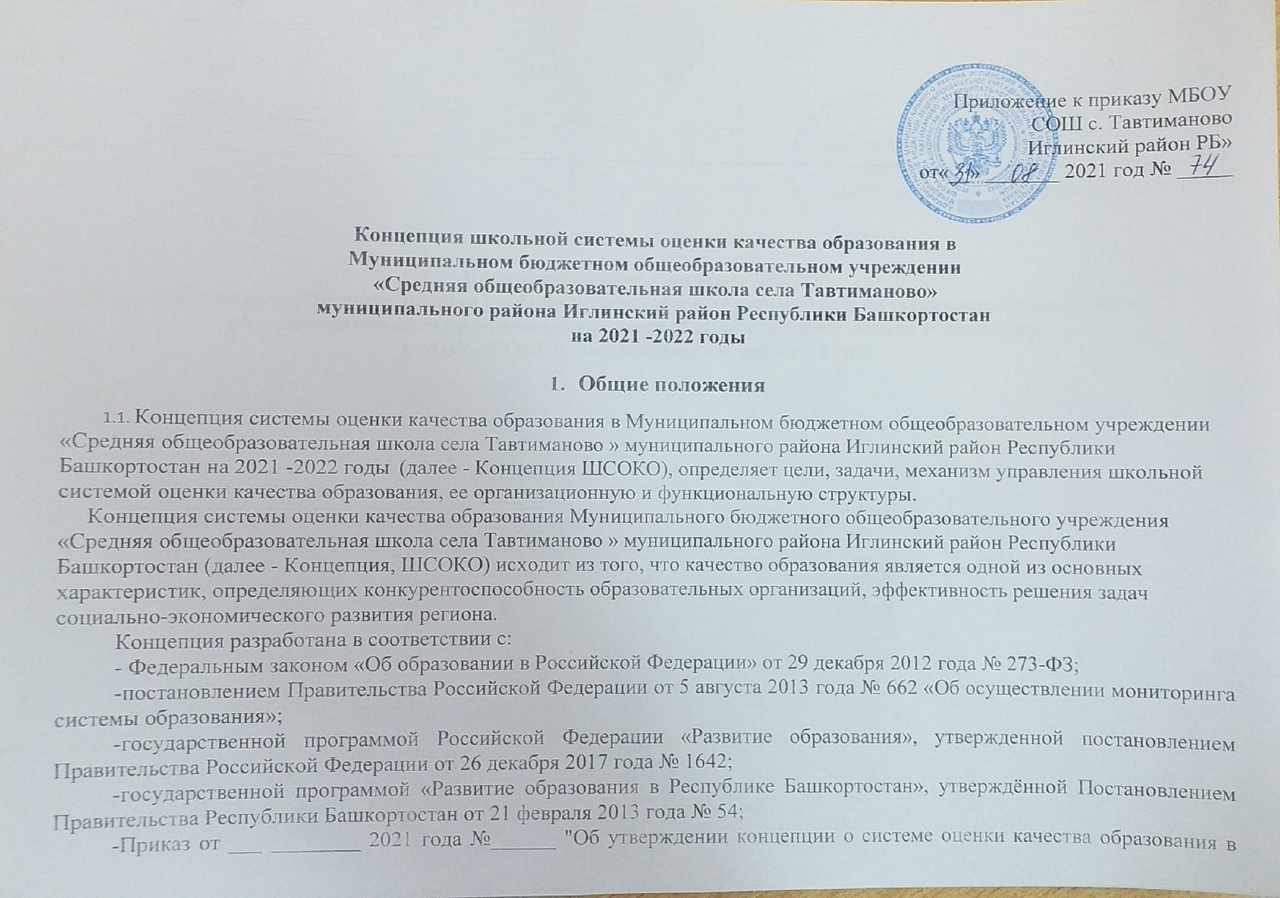 Приложение к приказу МБОУ
СОШ с. Тавтиманово
Иглинский район РБ»
от« 31 » 08 2021 год № 74
Концепция школьной системы оценки качества образования в
Муниципальном бюджетном общеобразовательном учреждении
«Средняя общеобразовательная школа села Тавтиманово»
муниципального района Иглинский район Республики Башкортостан
на 2021 -2022 годы
1. Общие положения
1.1. Концепция системы оценки качества образования в Муниципальном бюджетном общеобразовательном учреждении
«Средняя общеобразовательная школа села Тавтиманово » муниципального района Иглинский район Республики
Башкортостан на 2021 -2022 годы (далее - Концепция ШСОКО), определяет цели, задачи, механизм управления школьной
системой оценки качества образования, ее организационную и функциональную структуры.
Концепция системы оценки качества образования Муниципального бюджетного общеобразовательного учреждения
«Средняя общеобразовательная школа села Тавтиманово » муниципального района Иглинский район Республики
Башкортостан (далее - Концепция, ШСОКО) исходит из того, что качество образования является одной из основных
характеристик, определяющих конкурентоспособность образовательных организаций, эффективность решения задач
социально-экономического развития региона.
Концепция разработана в соответствии с:
- Федеральным законом «Об образовании в Российской Федерации» от 29 декабря 2012 года № 273-ФЗ;
-постановлением Правительства Российской Федерации от 5 августа 2013 года № 662 «Об осуществлении мониторинга
системы образования»;
-государственной программой Российской Федерации «Развитие образования», утвержденной постановлением
Правительства Российской Федерации от 26 декабря 2017 года № 1642;
-государственной программой «Развитие образования в Республике Башкортостан», утверждённой Постановлением
Правительства Республики Башкортостан от 21 февраля 2013 года № 54;
-Приказ от ___ ________ 2021 года №______ "Об утверждении концепции о системе оценки качества образования в